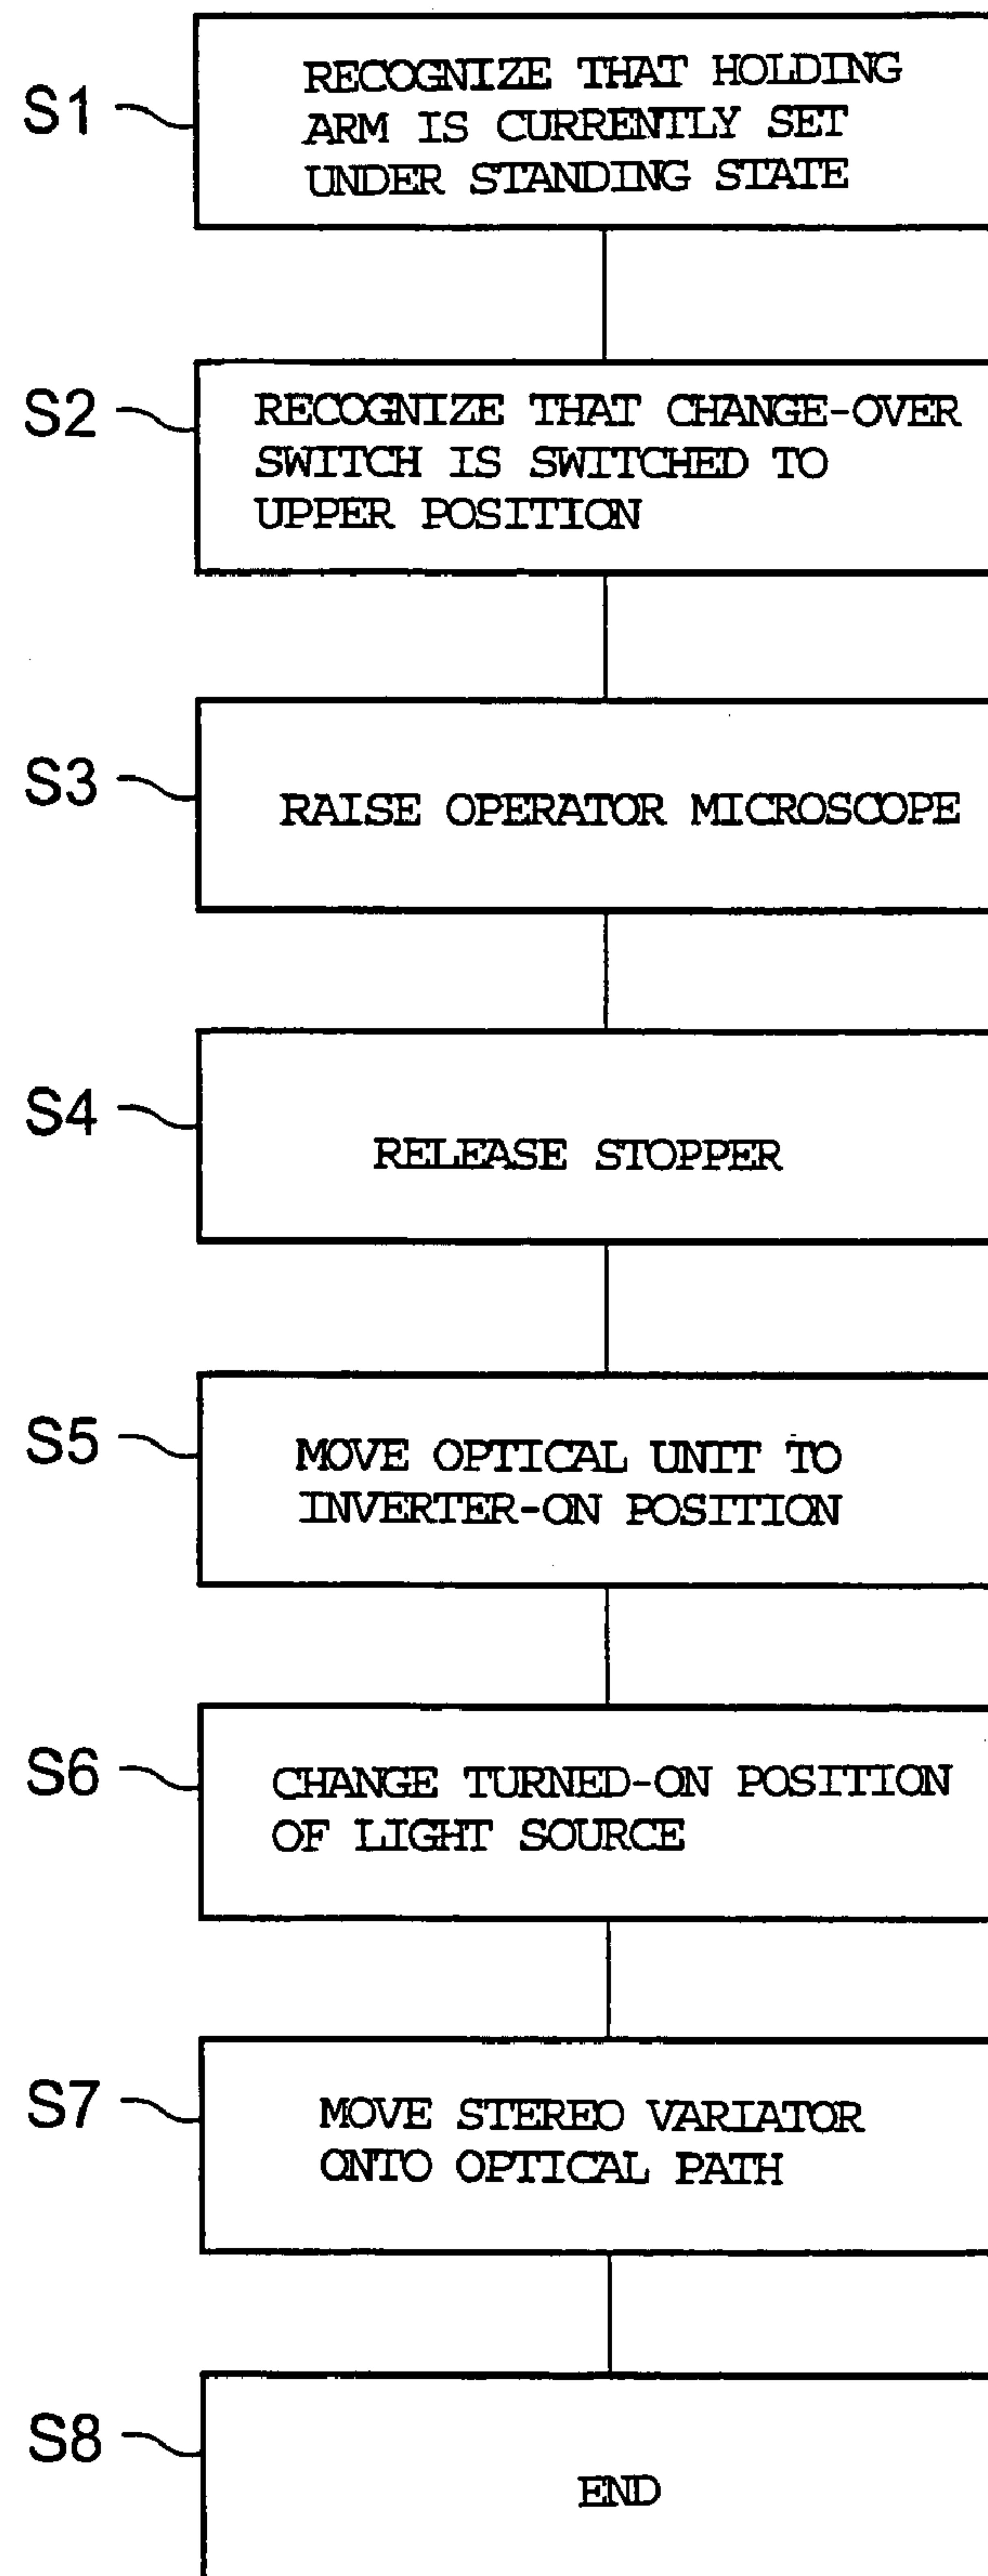 S1
RECOGNIZE THAT HOLDING
ARM IS CURRENTLY SET
UNDER STANDING STATE
S2
RECOGNIZE THAT CHANGE-OVER
SWITCH IS SWITCHED TO
UPPER POSITION
S3
RAISE OPERATOR MICROSCOPE
S4
RELEASE STOPPER
S5
MOVE OPTICAL UNIT TO
INVERTER-ON POSITION
S6
CHANGE TURNED-ON POSITION
OF LIGHT SOURCE
S7
MOVE STEREO VARIATOR
ONTO OPTICAL PATH
S8
END